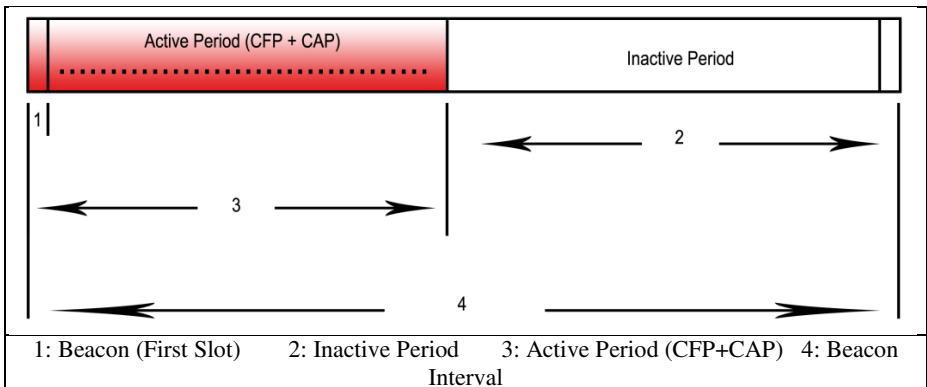 Active Period (CFP + CAP)
Inactive Period
1
2
3
4
1: Beacon (First Slot) 2: Inactive Period 3: Active Period (CFP+CAP) 4: Beacon
Interval